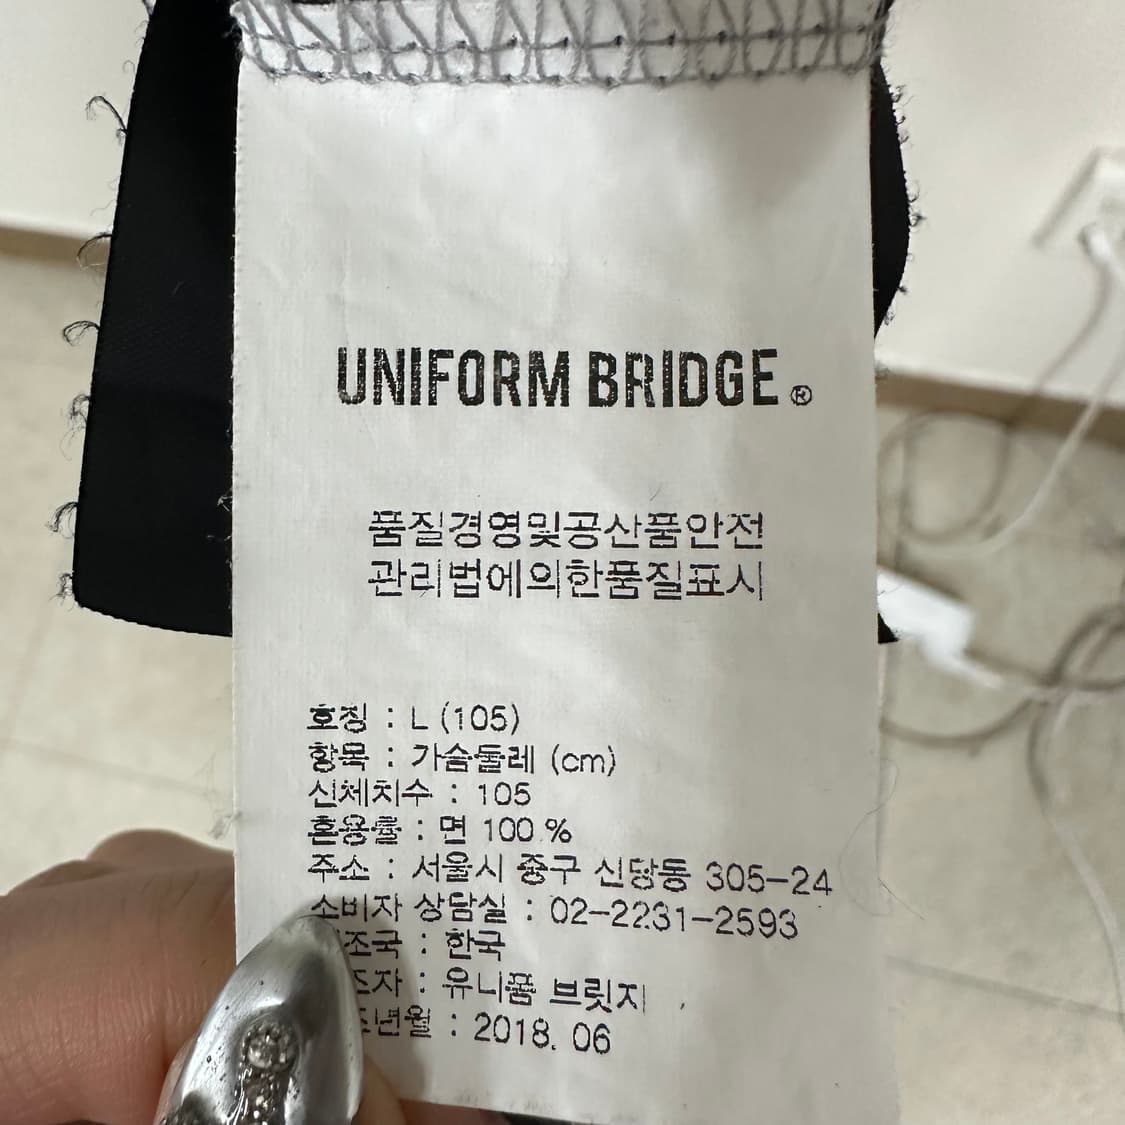 UNIFORM BRIDGE®
품질경영및공산품안전
관리법에의한품질표시
호칭 : L (105)
항목 : 가슴둘레 (cm)
신체치수 : 105
혼용률 : 면 100 %
주소 : 서울시 중구 신당동 305-24
소비자 상담실 : 02-2231-2593
조국 : 한국
조자 : 유니폼 브릿지
조년월 : 2018. 06